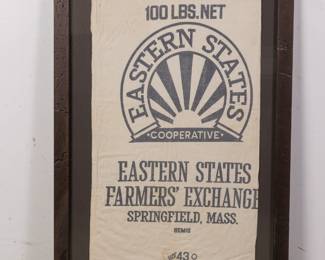 100 LBS. NET
EASTERN STATES
·COOPERATIVE·
EASTERN STATES
FARMERS' EXCHANGE
SPRINGFIELD, MASS.
BEMIS